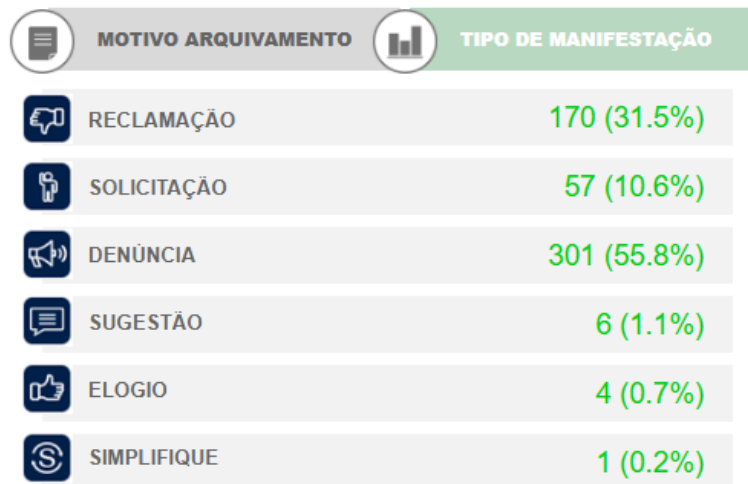 MOTIVO ARQUIVAMENTO TIPO DE MANIFESTAÇÃO
RECLAMAÇÃO 170 (31.5%)
SOLICITAÇÃO 57 (10.6%)
DENÚNCIA 301 (55.8%)
SUGESTÃO 6 (1.1%)
ELOGIO 4 (0.7%)
SIMPLIFIQUE 1 (0.2%)